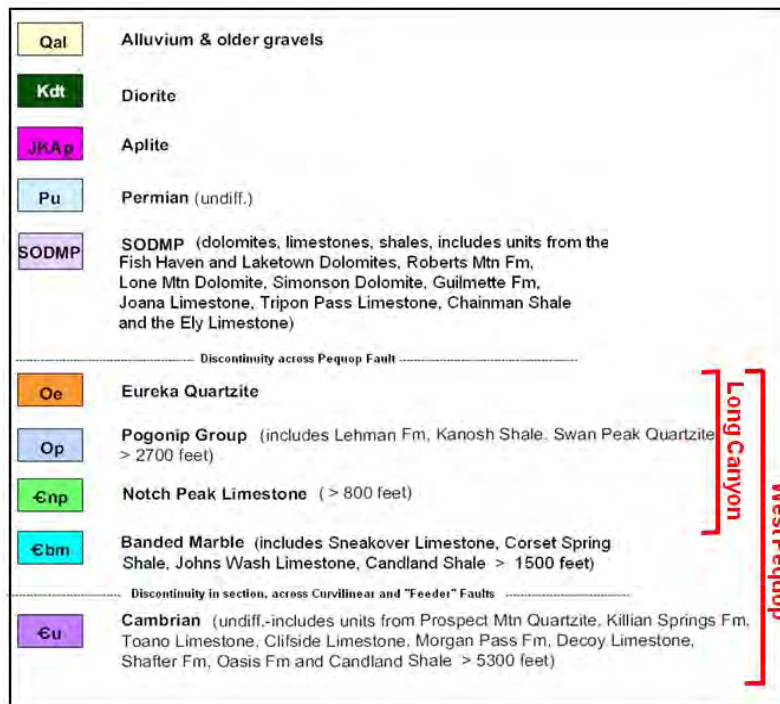 Qal Alluvium & older gravels
Kdt Diorite
JKAp Aplite
Pu Permian (undiff.)
SODMP SODMP (dolomites, limestones, shales, includes units from the
Fish Haven and Laketown Dolomites, Roberts Mtn Fm,
Lone Mtn Dolomite, Simonson Dolomite, Guilmette Fm,
Joana Limestone, Tripon Pass Limestone, Chainman Shale
and the Ely Limestone)
Discontinuity across Pequop Fault
Oe Eureka Quartzite
Op Pogonip Group (includes Lehman Fm, Kanosh Shale. Swan Peak Quartzite
> 2700 feet)
Єnp Notch Peak Limestone ( > 800 feet)
Єbm Banded Marble (includes Sneakover Limestone, Corset Spring
Shale, Johns Wash Limestone, Candland Shale > 1500 feet)
Discontinuity in section, across Curvilinear and "Feeder" Faults
Єu Cambrian (undiff.-includes units from Prospect Mtn Quartzite, Killian Springs Fm,
Toano Limestone, Clifside Limestone, Morgan Pass Fm, Decoy Limestone,
Shafter Fm, Oasis Fm and Candland Shale > 5300 feet)
Long Canyon
West Pequop